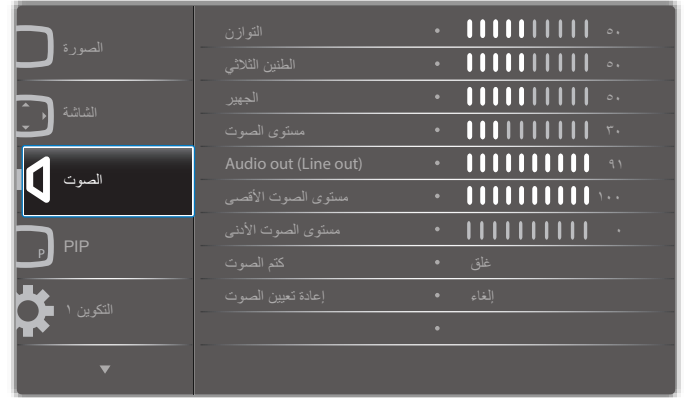 الصورة
الشاشة
الصوت
PIP
P
التكوين ١
التوازن • ٥٠
الطنين الثلاثي • ٥٠
الجهير • ٥٠
مستوى الصوت • ٣٠
Audio out (Line out) • ٩١
مستوى الصوت الأقصى • ١٠٠
مستوى الصوت الأدنى • ٠
كتم الصوت • غلق
إعادة تعيين الصوت • إلغاء
•